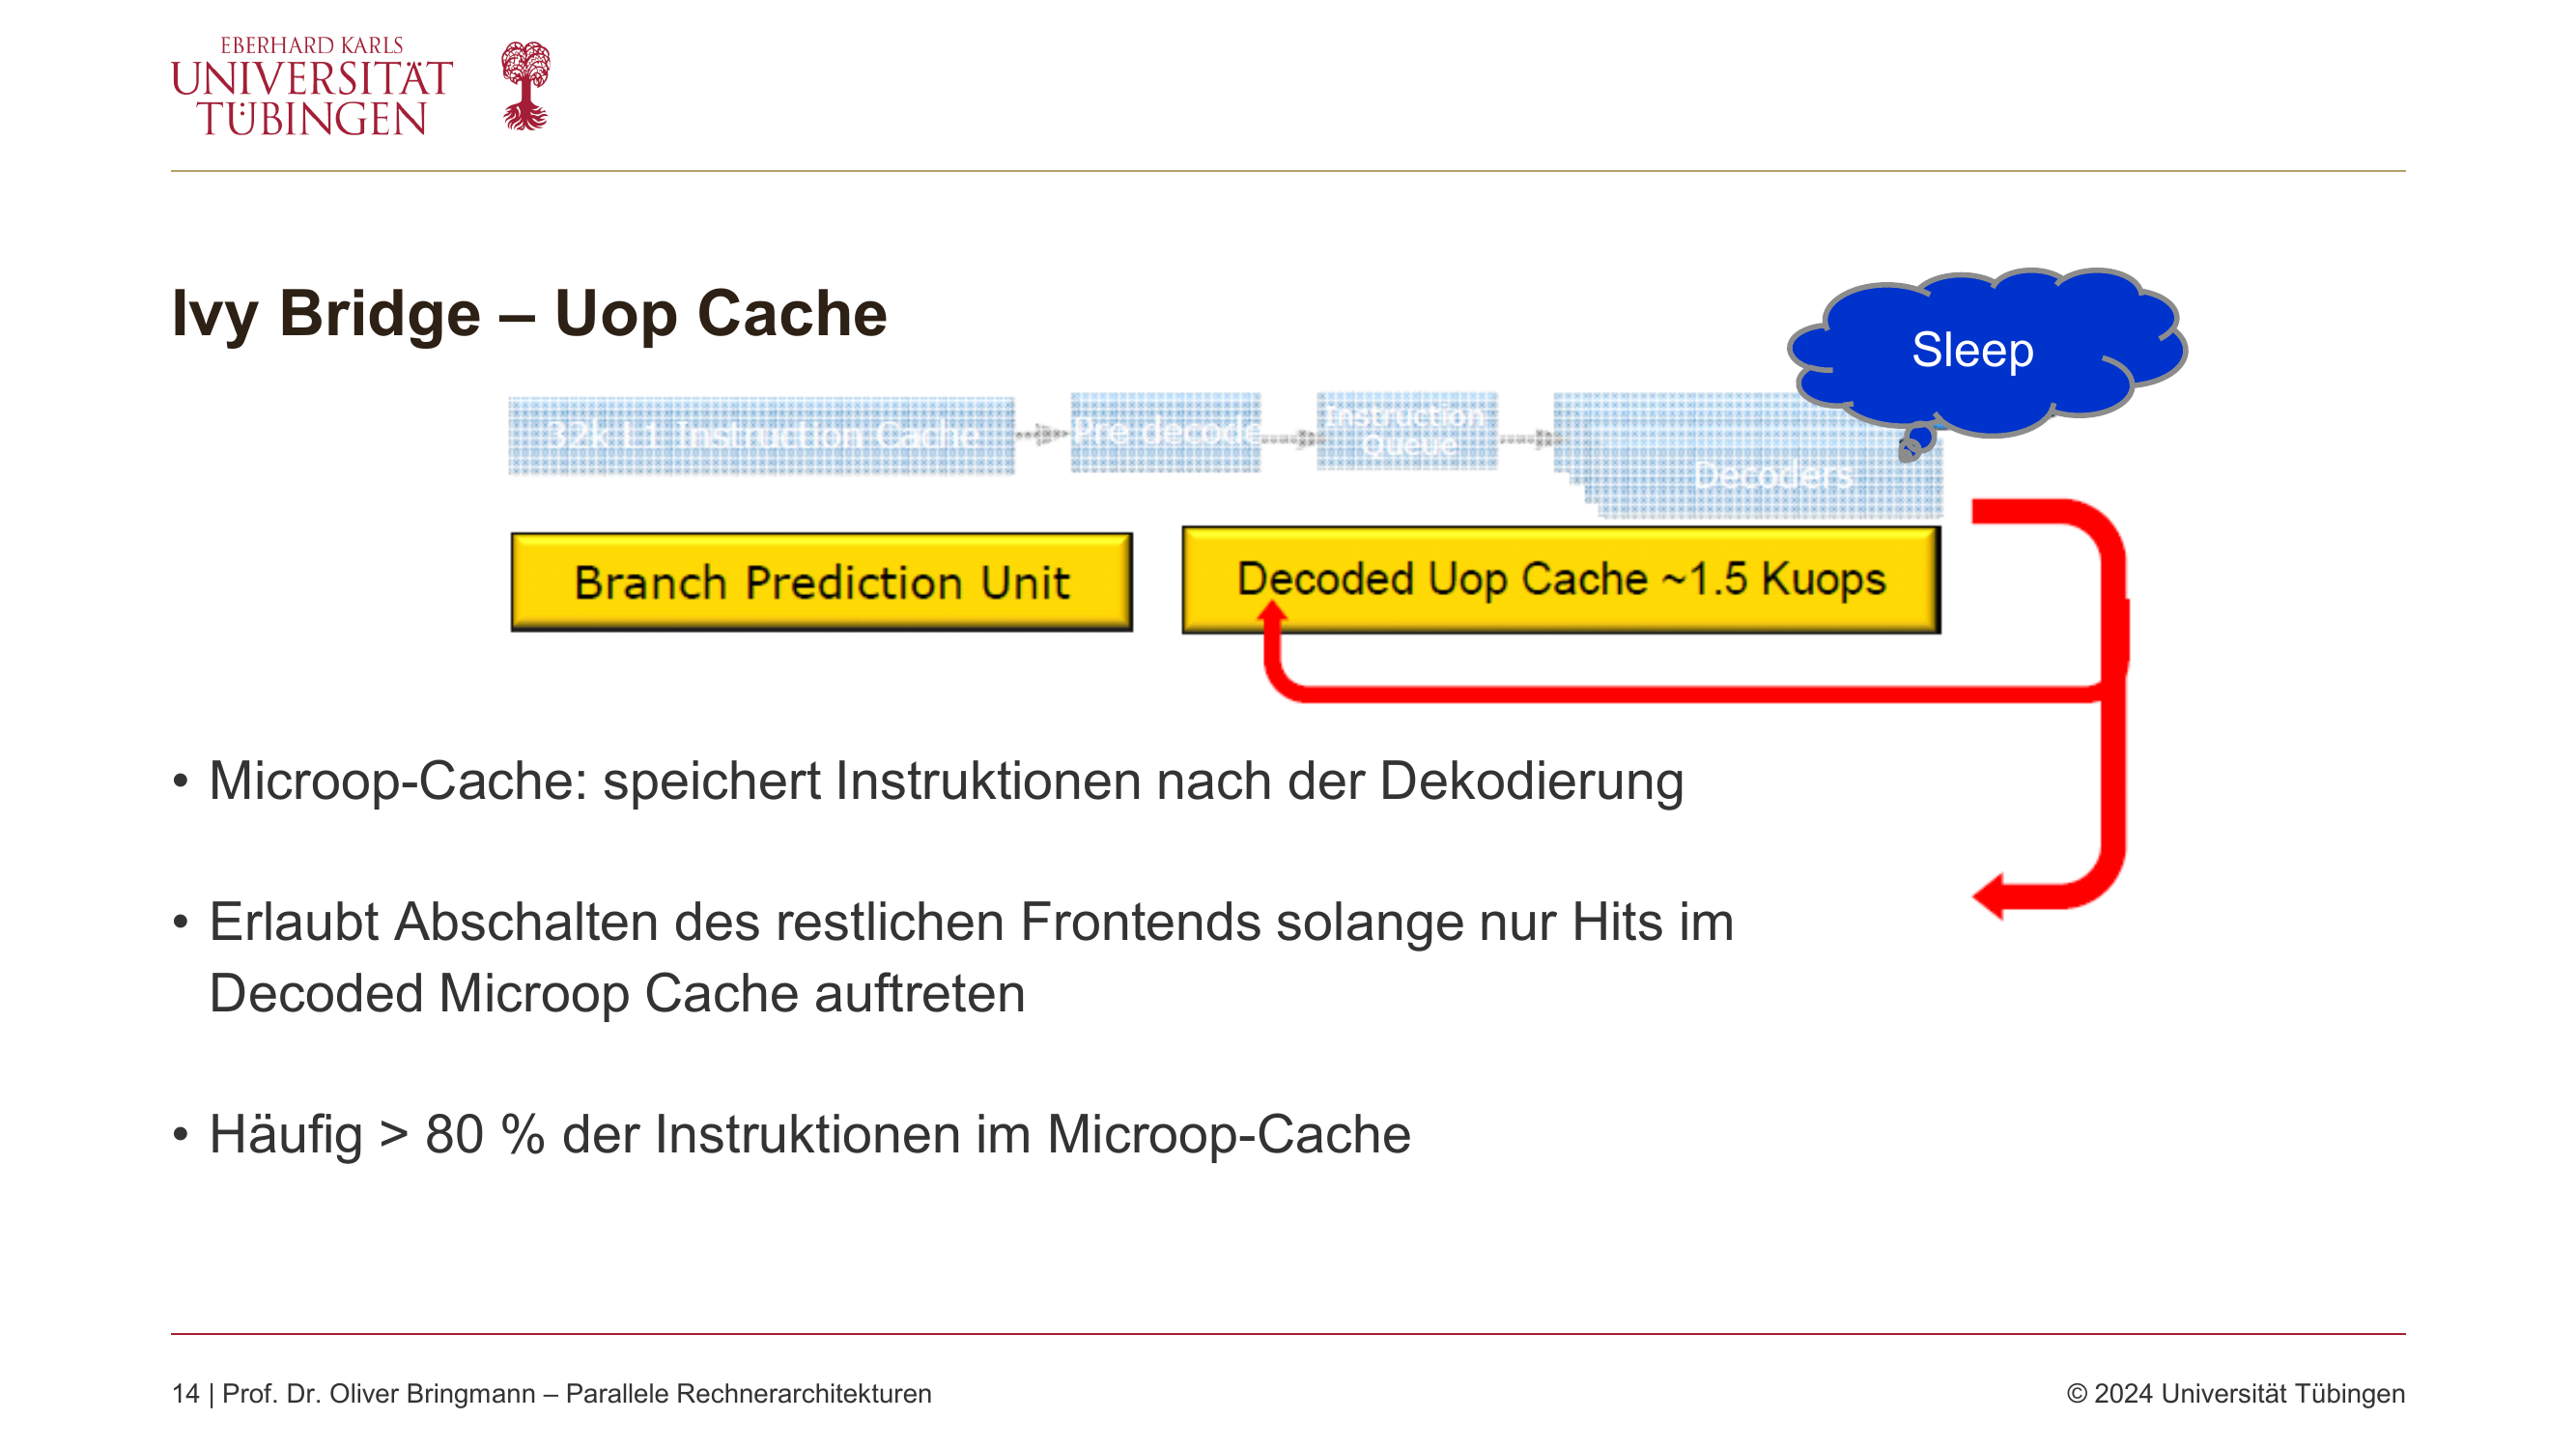 EBERHARD KARLS
UNIVERSITÄT
TÜBINGEN
Ivy Bridge – Uop Cache
Sleep
32k L1 Instruction Cache
Pre decode
Instruction
Queue
Decoders
Branch Prediction Unit
Decoded Uop Cache ~1.5 Kuops
• Microop-Cache: speichert Instruktionen nach der Dekodierung
• Erlaubt Abschalten des restlichen Frontends solange nur Hits im
Decoded Microop Cache auftreten
• Häufig > 80 % der Instruktionen im Microop-Cache
14 | Prof. Dr. Oliver Bringmann – Parallele Rechnerarchitekturen
© 2024 Universität Tübingen